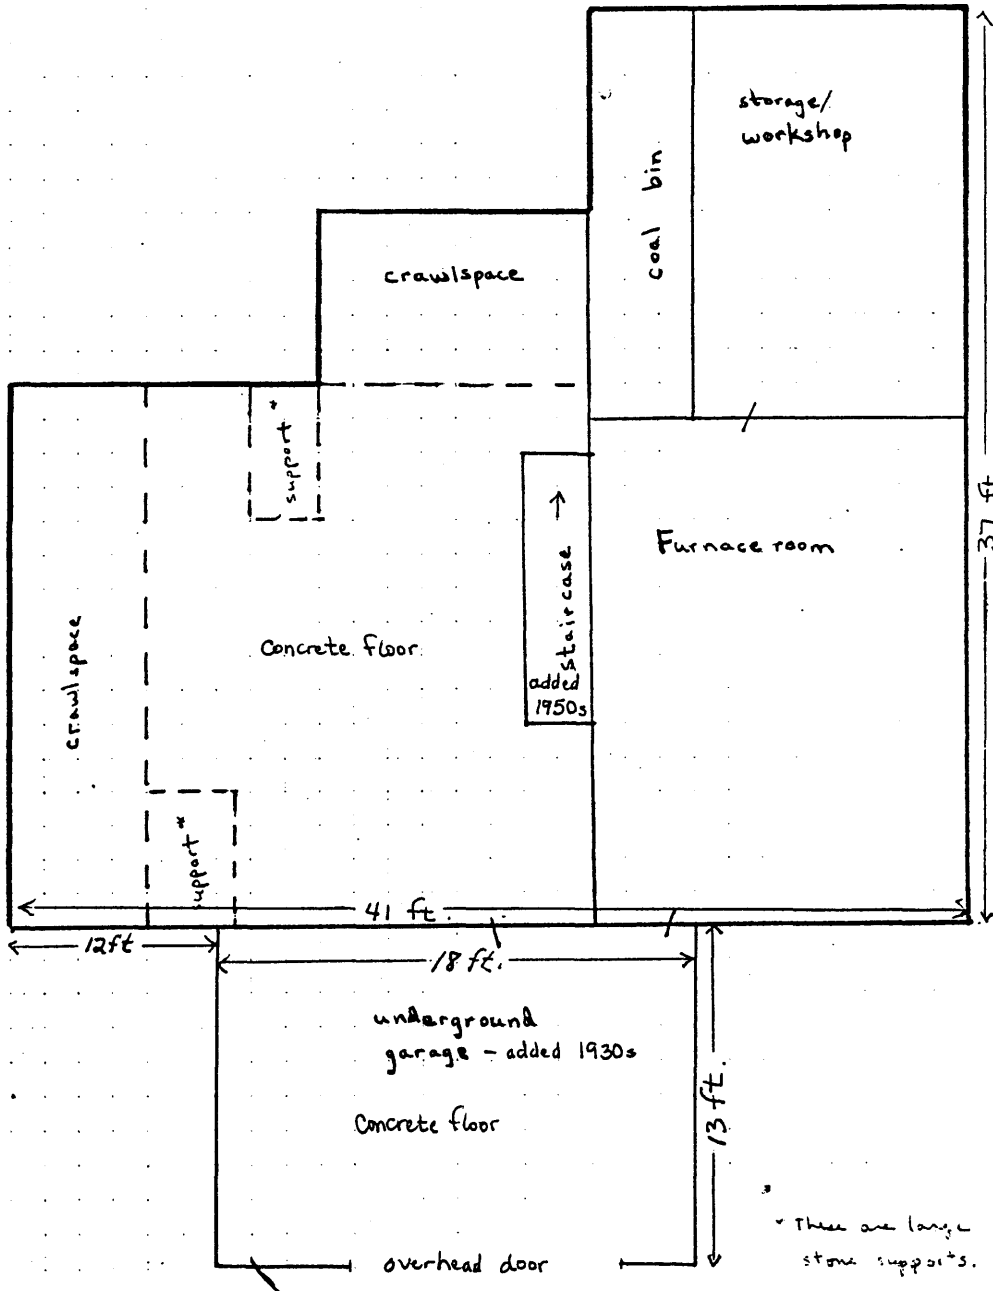 storage/
workshop
coal bin
crawlspace
support*
37 ft
Furnace room
→
staircase
added
1950s
Concrete floor
crawlspace
support*
41 ft.
12ft
18 ft.
underground
garage - added 1930s
13 ft.
Concrete floor
overhead door
* These are large
stone supports.